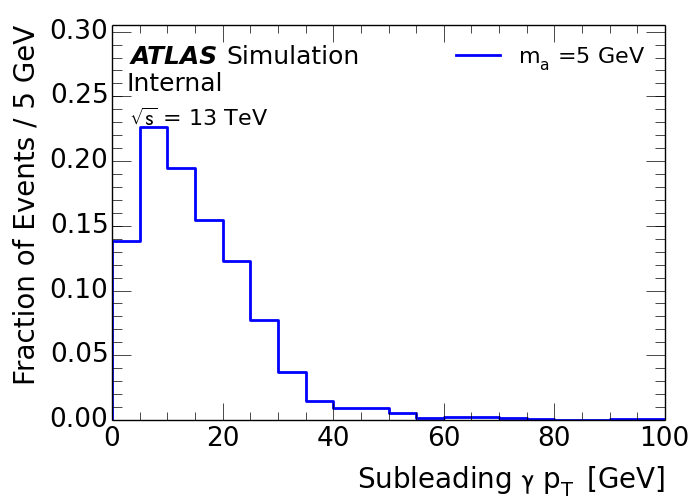 0.30
0.25
0.20
0.15
0.10
0.05
0.00
Fraction of Events / 5 GeV
ATLAS Simulation
Internal
√s = 13 TeV
mₐ =5 GeV
0 20 40 60 80 100
Subleading γ p_T [GeV]